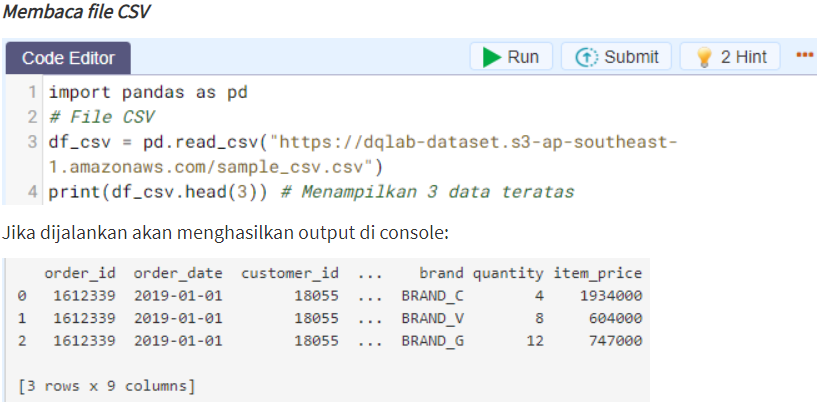 Membaca file CSV
Code Editor
Run
Submit
2 Hint
1 import pandas as pd
2 # File CSV
3 df_csv = pd.read_csv("https://dqlab-dataset.s3-ap-southeast-
1.amazonaws.com/sample_csv.csv")
4 print(df_csv.head(3)) # Menampilkan 3 data teratas
Jika dijalankan akan menghasilkan output di console:
order_id order_date customer_id ... brand quantity item_price
0 1612339 2019-01-01 18055 ... BRAND_C 4 1934000
1 1612339 2019-01-01 18055 ... BRAND_V 8 604000
2 1612339 2019-01-01 18055 ... BRAND_G 12 747000
[3 rows x 9 columns]